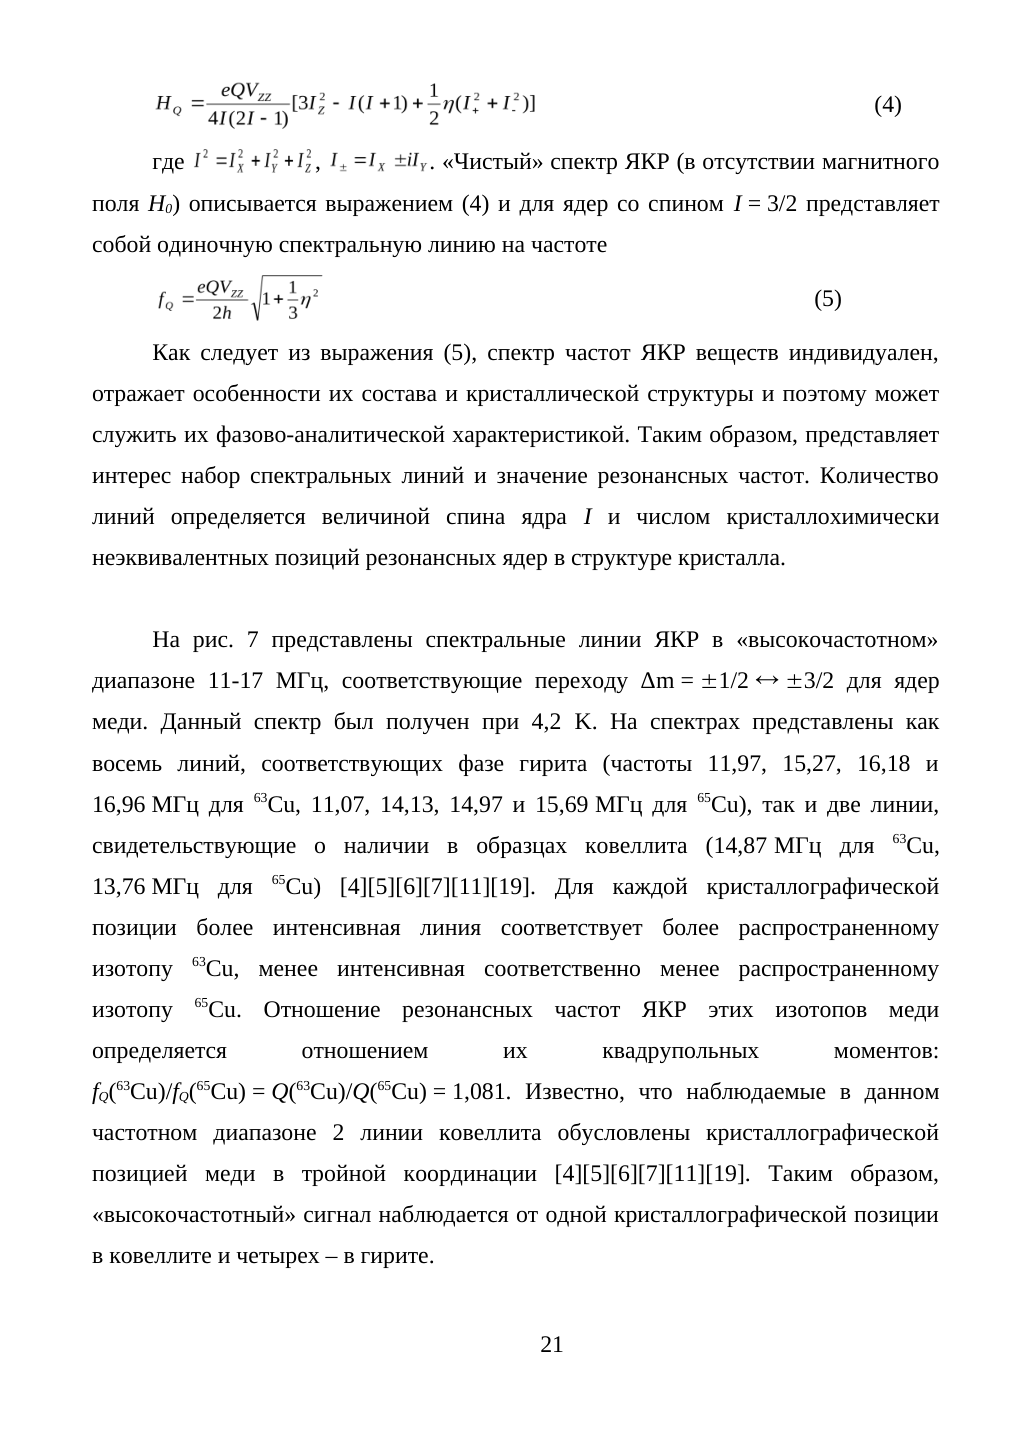 H_Q = eQV_ZZ / 4I(2I - 1) [3I_Z^2 - I(I + 1) + 1/2 η(I_+^2 + I_-^2)] (4)
где I^2 = I_X^2 + I_Y^2 + I_Z^2, I_± = I_X ± iI_Y. «Чистый» спектр ЯКР (в отсутствии магнитного
поля H₀) описывается выражением (4) и для ядер со спином I = 3/2 представляет
собой одиночную спектральную линию на частоте
f_Q = eQV_ZZ / 2h √(1 + 1/3 η^2) (5)
Как следует из выражения (5), спектр частот ЯКР веществ индивидуален,
отражает особенности их состава и кристаллической структуры и поэтому может
служить их фазово-аналитической характеристикой. Таким образом, представляет
интерес набор спектральных линий и значение резонансных частот. Количество
линий определяется величиной спина ядра I и числом кристаллохимически
неэквивалентных позиций резонансных ядер в структуре кристалла.
На рис. 7 представлены спектральные линии ЯКР в «высокочастотном»
диапазоне 11-17 МГц, соответствующие переходу Δm = ±1/2 ↔ ±3/2 для ядер
меди. Данный спектр был получен при 4,2 K. На спектрах представлены как
восемь линий, соответствующих фазе гирита (частоты 11,97, 15,27, 16,18 и
16,96 МГц для ⁶³Cu, 11,07, 14,13, 14,97 и 15,69 МГц для ⁶⁵Cu), так и две линии,
свидетельствующие о наличии в образцах ковеллита (14,87 МГц для ⁶³Cu,
13,76 МГц для ⁶⁵Cu) [4][5][6][7][11][19]. Для каждой кристаллографической
позиции более интенсивная линия соответствует более распространенному
изотопу ⁶³Cu, менее интенсивная соответственно менее распространенному
изотопу ⁶⁵Cu. Отношение резонансных частот ЯКР этих изотопов меди
определяется отношением их квадрупольных моментов:
f_Q(⁶³Cu)/f_Q(⁶⁵Cu) = Q(⁶³Cu)/Q(⁶⁵Cu) = 1,081. Известно, что наблюдаемые в данном
частотном диапазоне 2 линии ковеллита обусловлены кристаллографической
позицией меди в тройной координации [4][5][6][7][11][19]. Таким образом,
«высокочастотный» сигнал наблюдается от одной кристаллографической позиции
в ковеллите и четырех – в гирите.
21